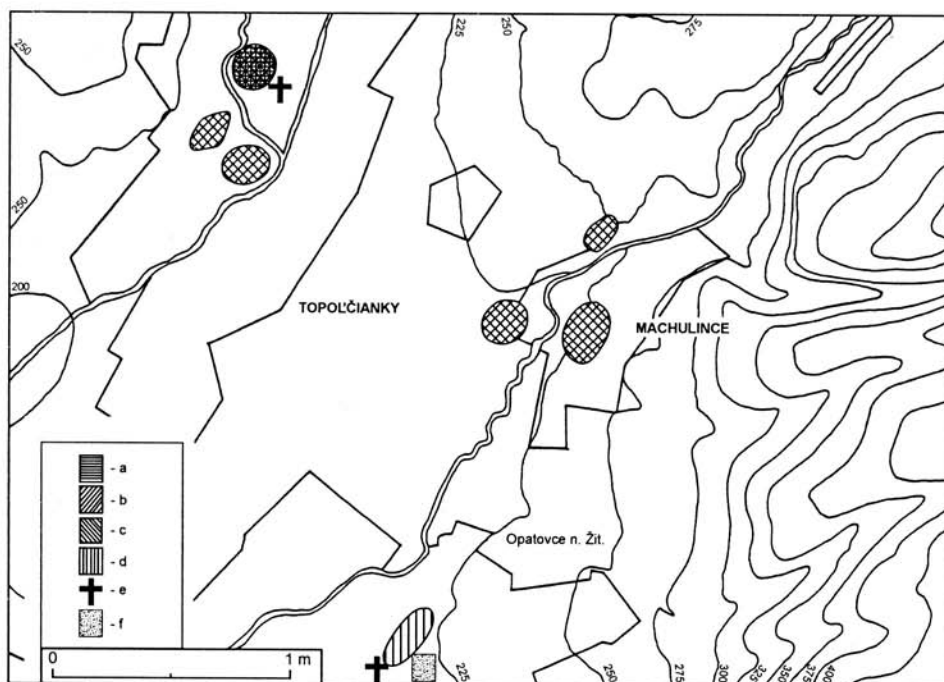 250
225
250
275
250
200
TOPOĽČIANKY
MACHULINCE
- a
- b
- c
- d
- e
- f
Opatovce n. Žit.
0 1 m
225
250
275
300
325
350
375
400